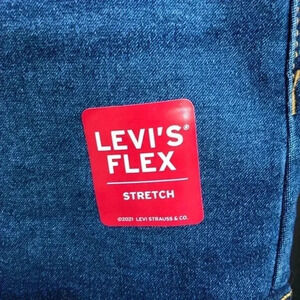 LEVI'S®
FLEX
STRETCH
©2021 LEVI STRAUSS & CO.